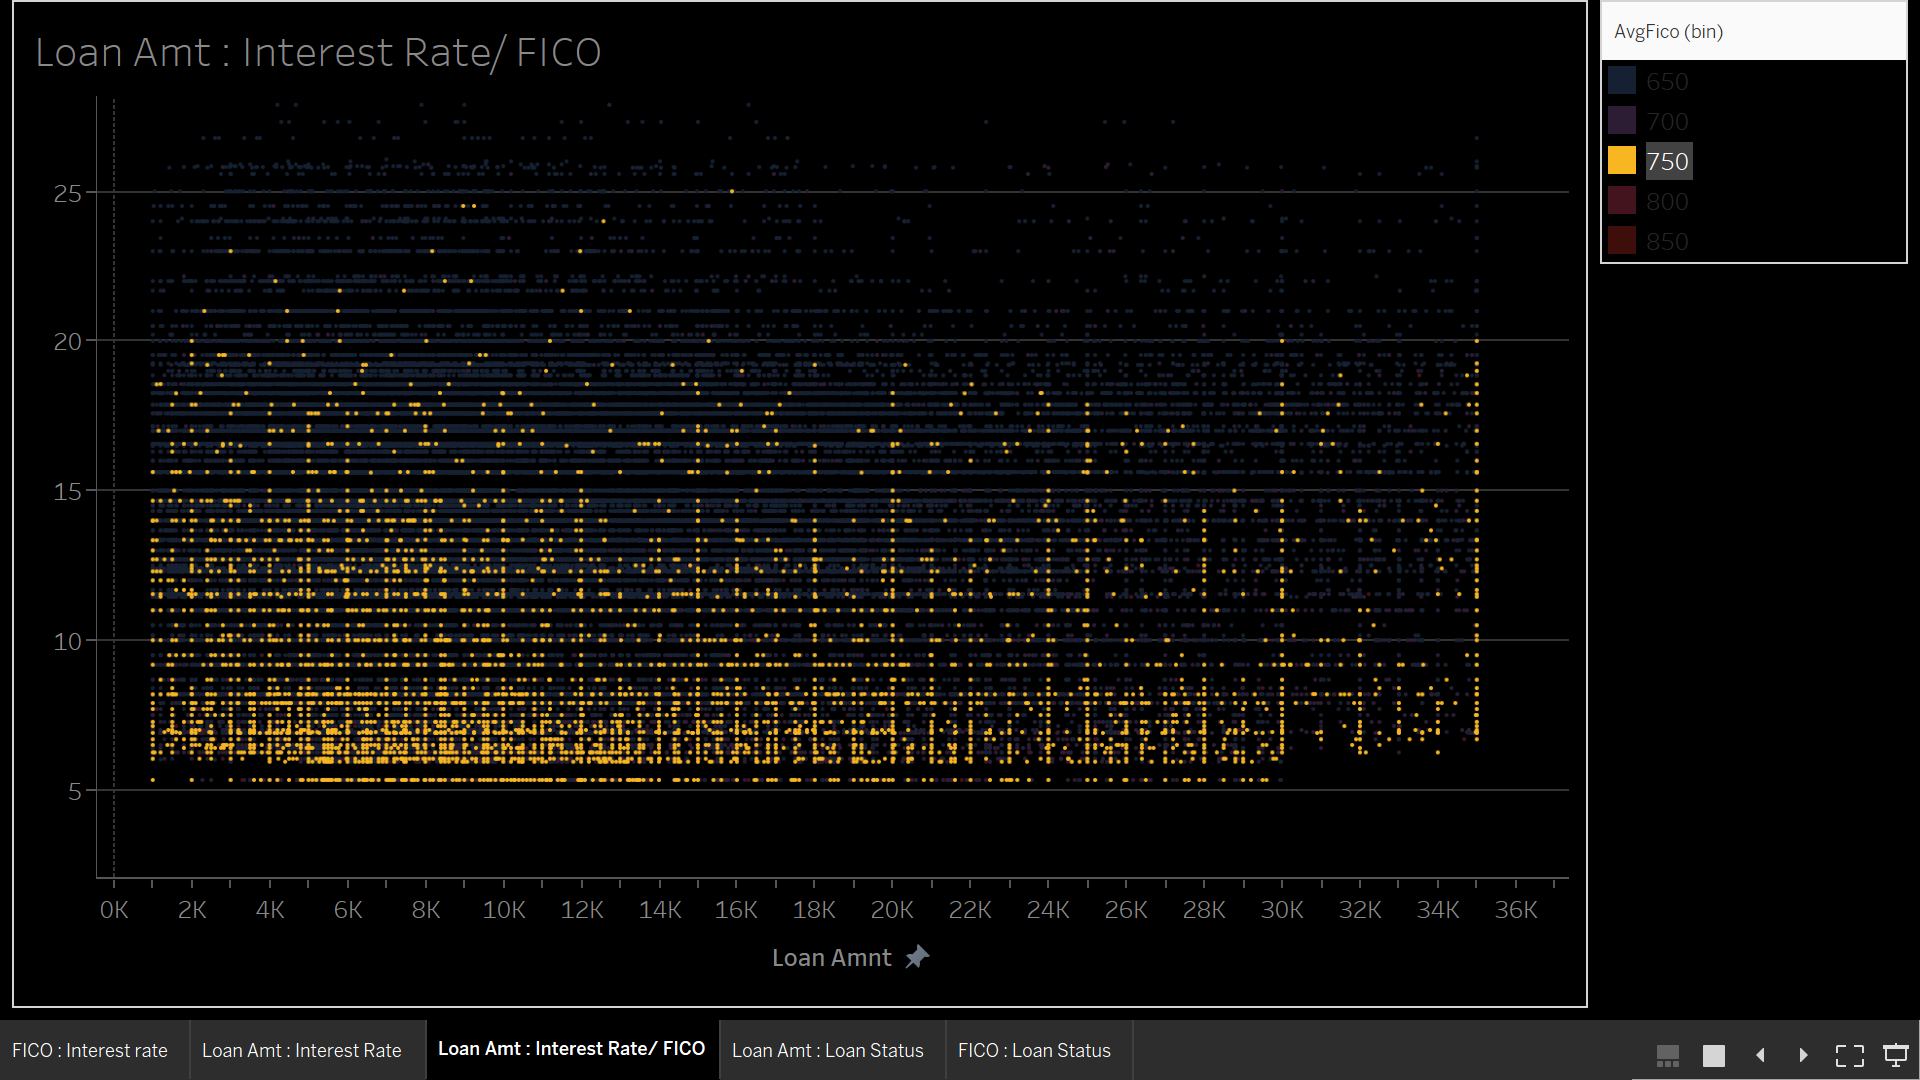 Loan Amt : Interest Rate/ FICO
AvgFico (bin)
650
700
750
800
850
25
20
15
10
5
0K 2K 4K 6K 8K 10K 12K 14K 16K 18K 20K 22K 24K 26K 28K 30K 32K 34K 36K
Loan Amnt
FICO : Interest rate
Loan Amt : Interest Rate
Loan Amt : Interest Rate/ FICO
Loan Amt : Loan Status
FICO : Loan Status